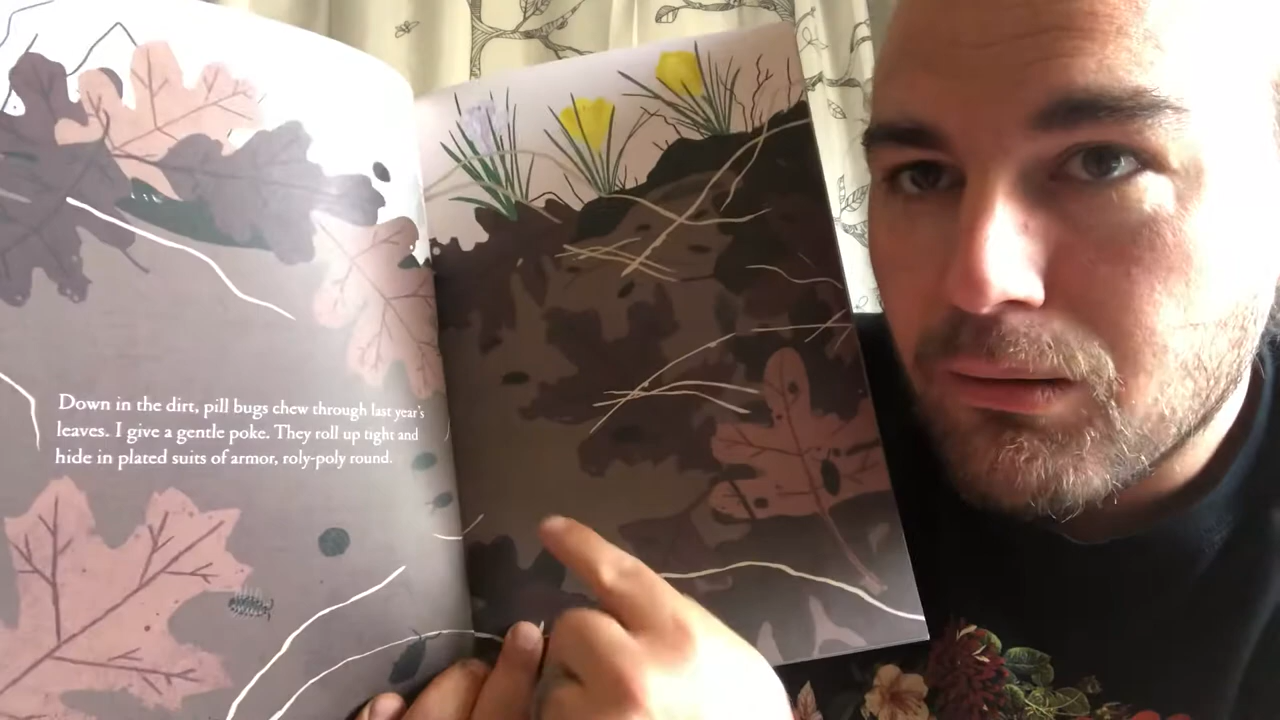 Down in the dirt, pill bugs chew through last year's
leaves. I give a gentle poke. They roll up tight and
hide in plated suits of armor, roly-poly round.